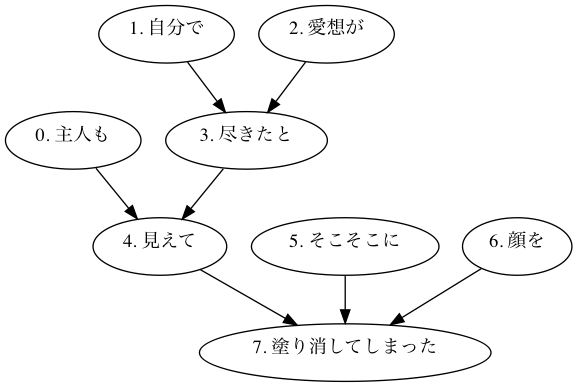 1. 自分で
2. 愛想が
0. 主人も
3. 尽きたと
4. 見えて
5. そこそこに
6. 顔を
7. 塗り消してしまった